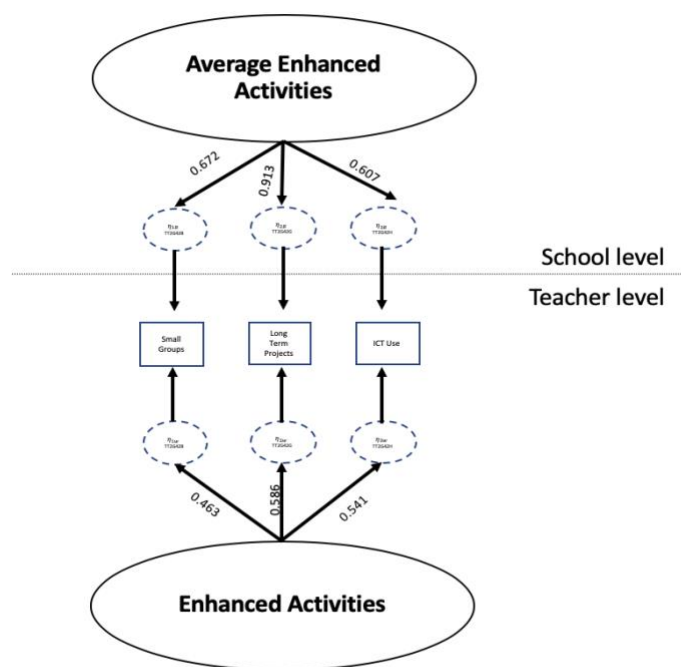 Average Enhanced
Activities
0.672
0.913
0.607
School level
Teacher level
Small
Groups
Long
Term
Projects
ICT Use
0.463
0.586
0.541
Enhanced Activities